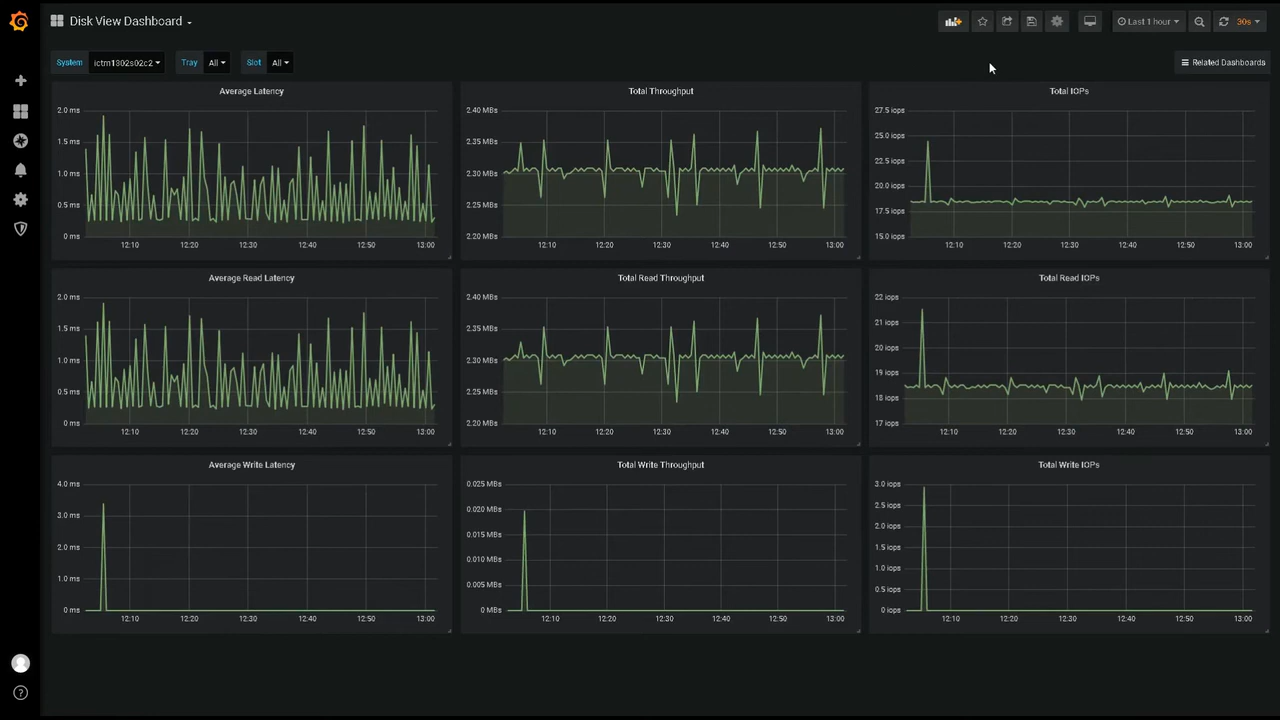 Disk View Dashboard
Last 1 hour
30s
System ictm1302s02c2 Tray All Slot All
Related Dashboards
Average Latency
2.0 ms
1.5 ms
1.0 ms
0.5 ms
0 ms
12:10 12:20 12:30 12:40 12:50 13:00
Total Throughput
2.40 MBs
2.35 MBs
2.30 MBs
2.25 MBs
2.20 MBs
12:10 12:20 12:30 12:40 12:50 13:00
Total IOPs
27.5 iops
25.0 iops
22.5 iops
20.0 iops
17.5 iops
15.0 iops
12:10 12:20 12:30 12:40 12:50 13:00
Average Read Latency
2.0 ms
1.5 ms
1.0 ms
0.5 ms
0 ms
12:10 12:20 12:30 12:40 12:50 13:00
Total Read Throughput
2.40 MBs
2.35 MBs
2.30 MBs
2.25 MBs
2.20 MBs
12:10 12:20 12:30 12:40 12:50 13:00
Total Read IOPs
22 iops
21 iops
20 iops
19 iops
18 iops
17 iops
12:10 12:20 12:30 12:40 12:50 13:00
Average Write Latency
4.0 ms
3.0 ms
2.0 ms
1.0 ms
0 ms
12:10 12:20 12:30 12:40 12:50 13:00
Total Write Throughput
0.025 MBs
0.020 MBs
0.015 MBs
0.010 MBs
0.005 MBs
0 MBs
12:10 12:20 12:30 12:40 12:50 13:00
Total Write IOPs
3.0 iops
2.5 iops
2.0 iops
1.5 iops
1.0 iops
0.5 iops
0 iops
12:10 12:20 12:30 12:40 12:50 13:00